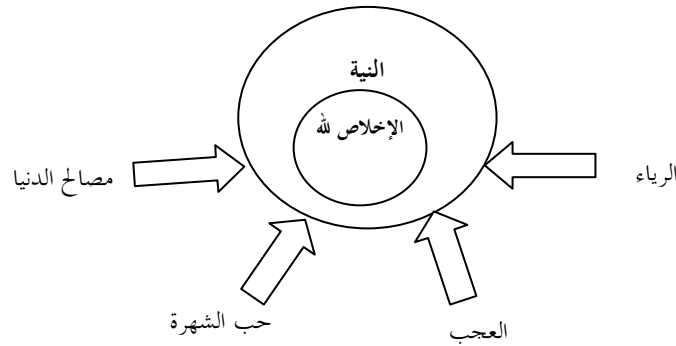 النية
الإخلاص لله
الرياء
مصالح الدنيا
حب الشهرة
العجب